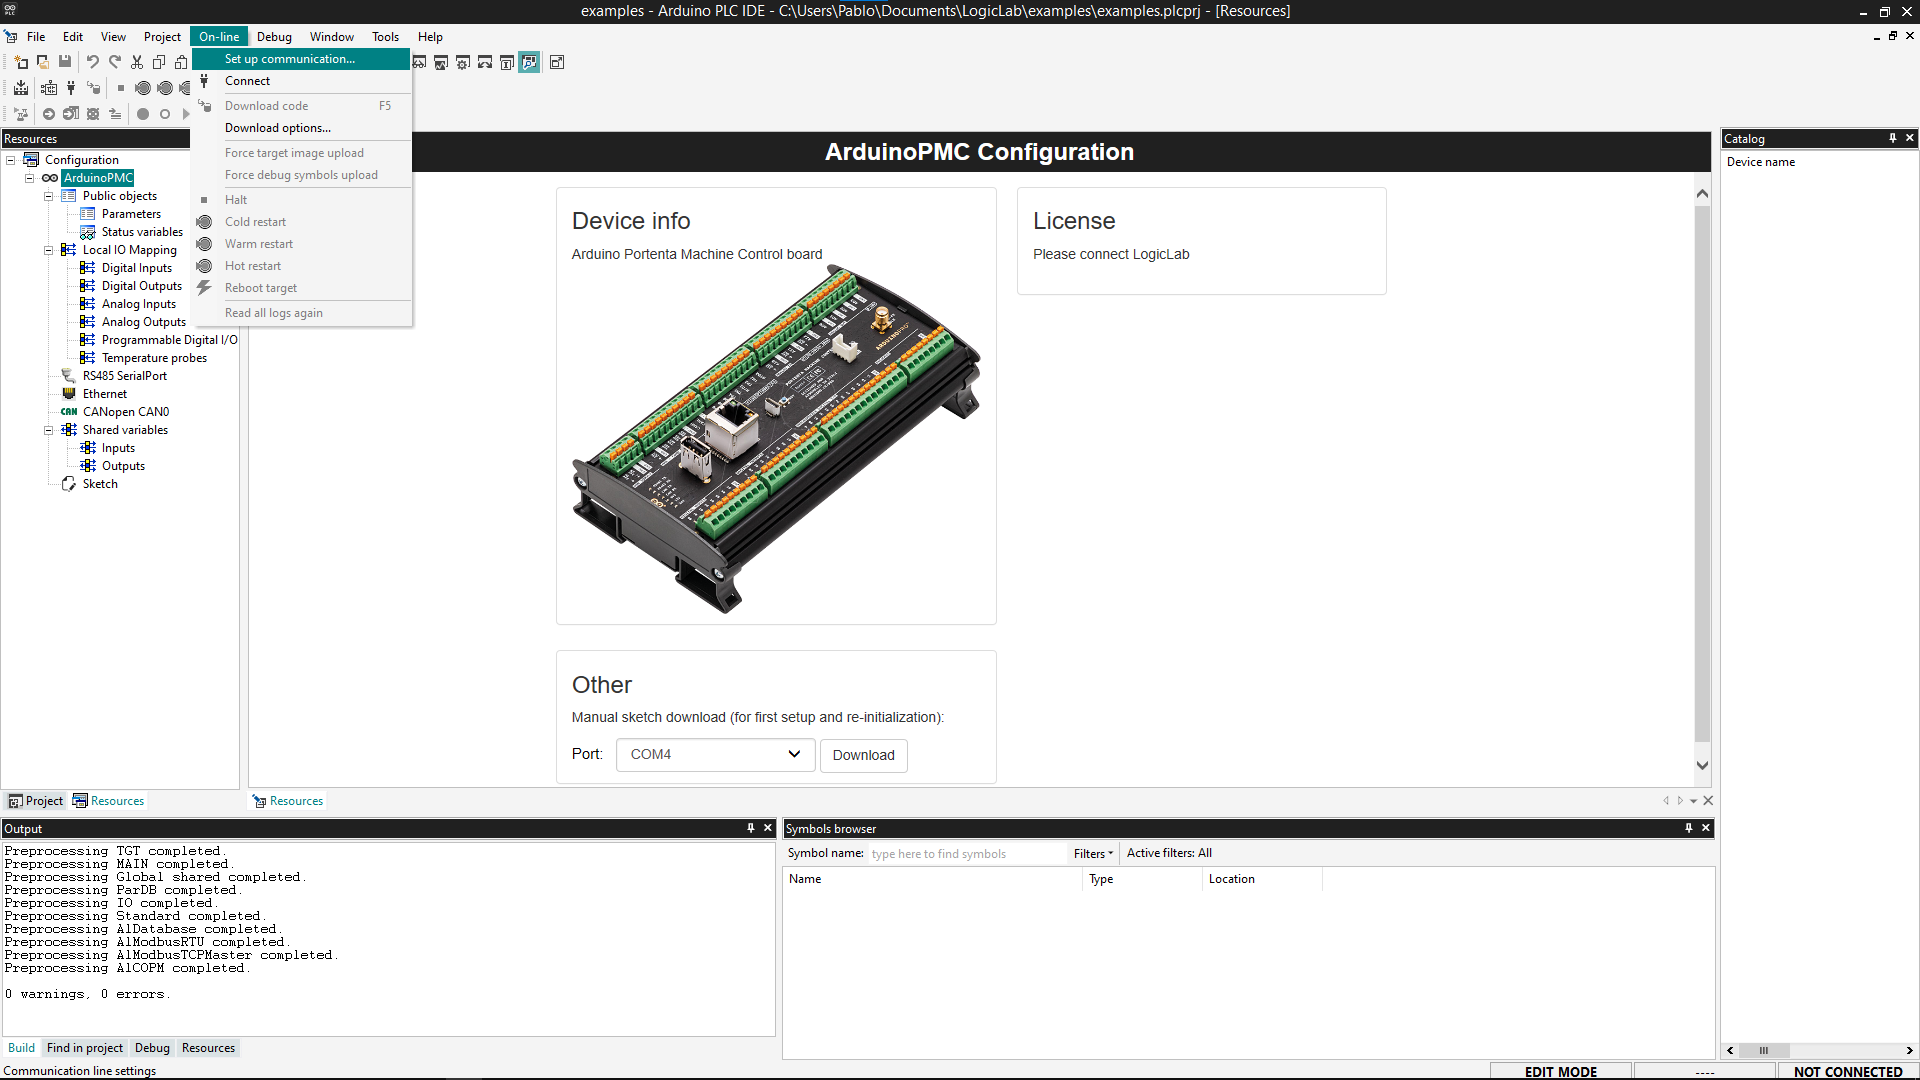 examples - Arduino PLC IDE - C:\Users\Pablo\Documents\LogicLab\examples\examples.plcprj - [Resources]
File Edit View Project On-line Debug Window Tools Help
Set up communication...
Connect
Download code F5
Download options...
Force target image upload
Force debug symbols upload
Halt
Cold restart
Warm restart
Hot restart
Reboot target
Read all logs again
Resources
Configuration
ArduinoPMC
Public objects
Parameters
Status variables
Local IO Mapping
Digital Inputs
Digital Outputs
Analog Inputs
Analog Outputs
Programmable Digital I/O
Temperature probes
RS485 SerialPort
Ethernet
CAN CANopen CAN0
Shared variables
Inputs
Outputs
Sketch
Project Resources
ArduinoPMC Configuration
Device info
Arduino Portenta Machine Control board
License
Please connect LogicLab
Other
Manual sketch download (for first setup and re-initialization):
Port: COM4 Download
Resources
Catalog
Device name
Output
Preprocessing TGT completed.
Preprocessing MAIN completed.
Preprocessing Global shared completed.
Preprocessing ParDB completed.
Preprocessing IO completed.
Preprocessing Standard completed.
Preprocessing AlDatabase completed.
Preprocessing AlModbusRTU completed.
Preprocessing AlModbusTCPMaster completed.
Preprocessing AlCOPM completed.
0 warnings, 0 errors.
Build Find in project Debug Resources
Symbols browser
Symbol name: type here to find symbols Filters Active filters: All
Name Type Location
Communication line settings
EDIT MODE ---- NOT CONNECTED